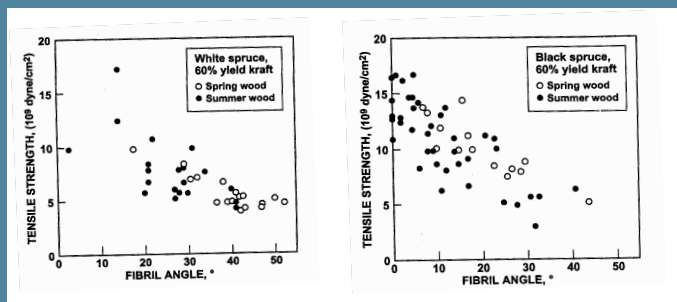 20
15
10
5
0
TENSILE STRENGTH, (10⁹ dyne/cm²)
White spruce,
60% yield kraft
○ Spring wood
● Summer wood
0 10 20 30 40 50
FIBRIL ANGLE, °
20
15
10
5
0
TENSILE STRENGTH, (10⁹ dyne/cm²)
Black spruce,
60% yield kraft
○ Spring wood
● Summer wood
0 10 20 30 40 50
FIBRIL ANGLE, °